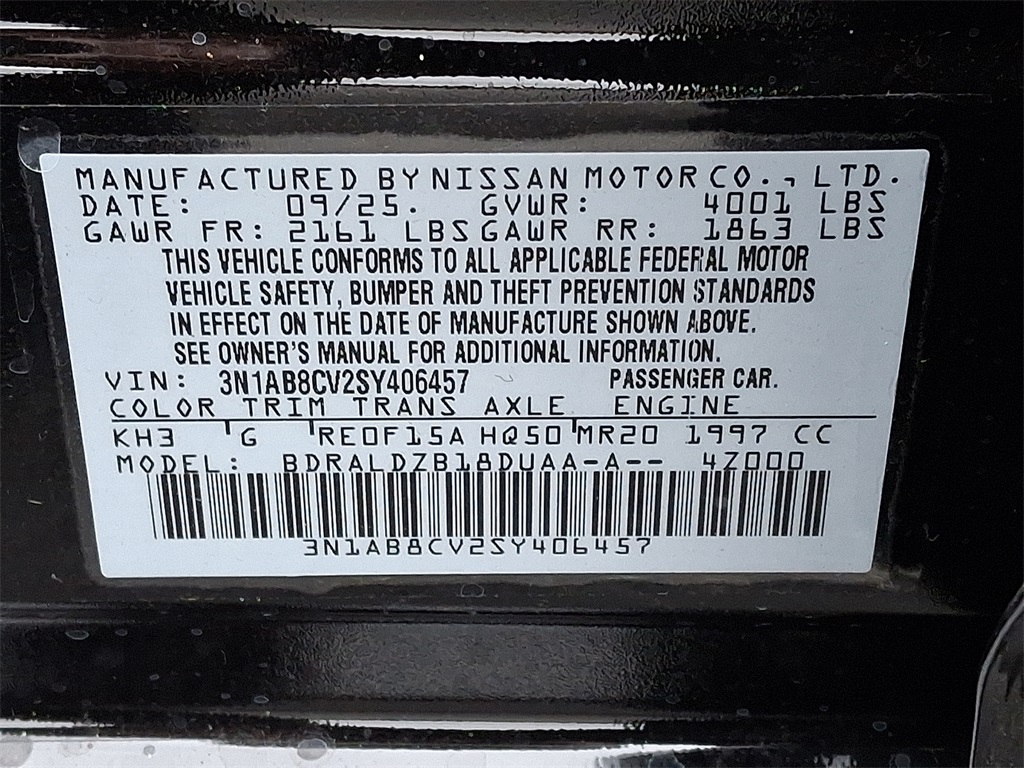 MANUFACTURED BY NISSAN MOTOR CO., LTD.
DATE: 09/25. GVWR: 4001 LBS
GAWR FR: 2161 LBS GAWR RR: 1863 LBS
THIS VEHICLE CONFORMS TO ALL APPLICABLE FEDERAL MOTOR
VEHICLE SAFETY, BUMPER AND THEFT PREVENTION STANDARDS
IN EFFECT ON THE DATE OF MANUFACTURE SHOWN ABOVE.
SEE OWNER'S MANUAL FOR ADDITIONAL INFORMATION.
VIN: 3N1AB8CV2SY406457 PASSENGER CAR.
COLOR TRIM TRANS AXLE ENGINE
KH3 G RE0F15A HQ50 MR20 1997 CC
MODEL: BDRALDZB18DUAA-A-- 4Z000
3N1AB8CV2SY406457